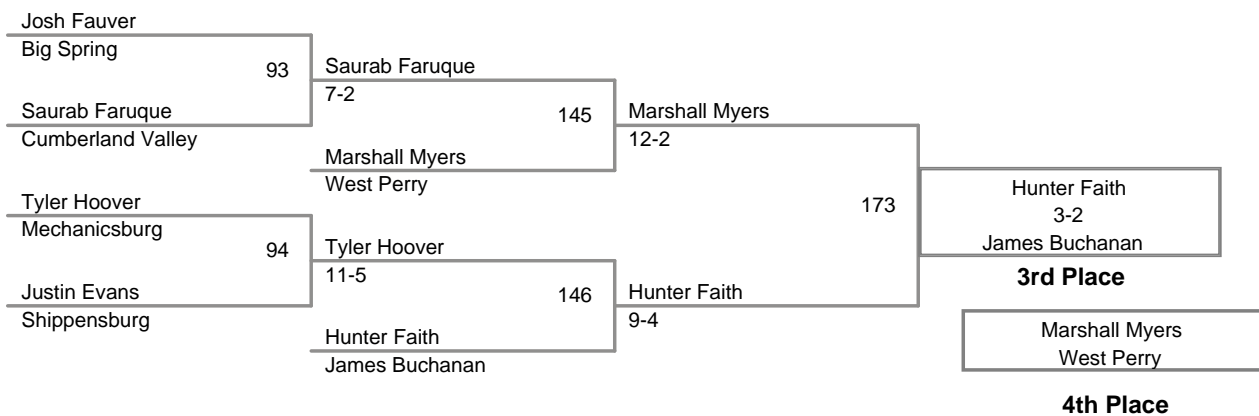 Josh Fauver
Big Spring
93
Saurab Faruque
7-2
Saurab Faruque
Cumberland Valley
145
Marshall Myers
12-2
Marshall Myers
West Perry
Tyler Hoover
Mechanicsburg
173
Hunter Faith
3-2
James Buchanan
3rd Place
94
Tyler Hoover
11-5
Justin Evans
Shippensburg
146
Hunter Faith
9-4
Hunter Faith
James Buchanan
Marshall Myers
West Perry
4th Place